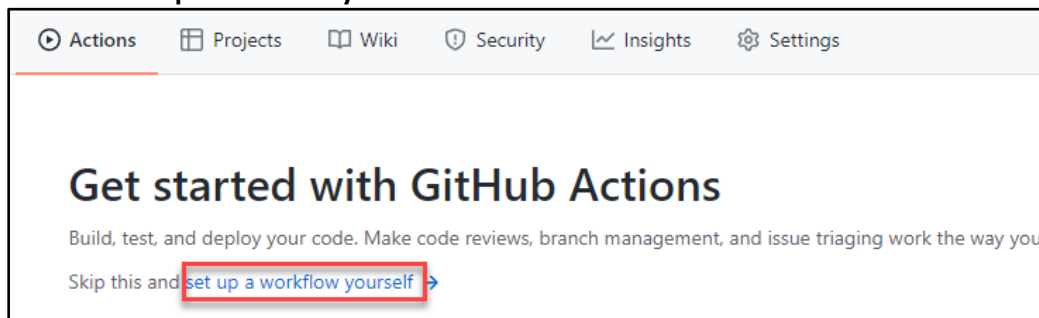 Actions Projects Wiki Security Insights Settings
Get started with GitHub Actions
Build, test, and deploy your code. Make code reviews, branch management, and issue triaging work the way you
Skip this and set up a workflow yourself →